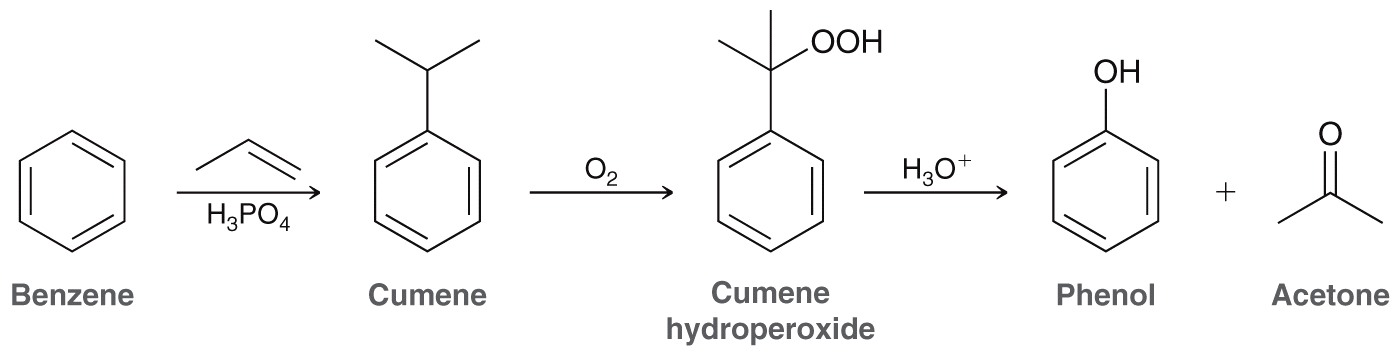 OOH
OH
O
H₃PO₄
O₂
H₃O⁺
+
Benzene
Cumene
Cumene
hydroperoxide
Phenol
Acetone